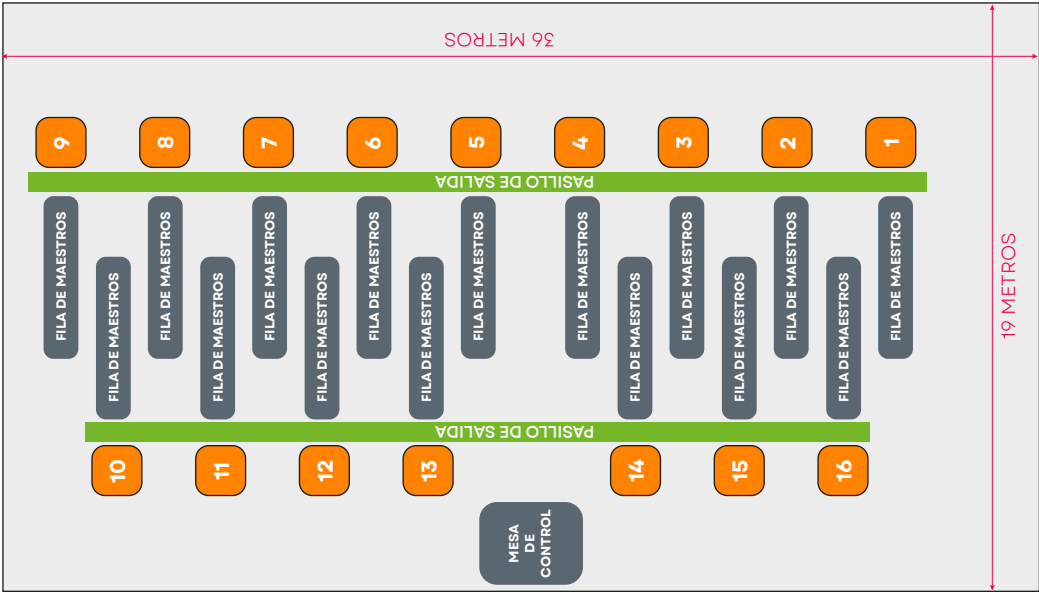 36 METROS
9
8
7
6
5
4
3
2
1
PASILLO DE SALIDA
FILA DE MAESTROS
FILA DE MAESTROS
FILA DE MAESTROS
FILA DE MAESTROS
FILA DE MAESTROS
FILA DE MAESTROS
FILA DE MAESTROS
FILA DE MAESTROS
FILA DE MAESTROS
19 METROS
FILA DE MAESTROS
FILA DE MAESTROS
FILA DE MAESTROS
FILA DE MAESTROS
FILA DE MAESTROS
FILA DE MAESTROS
FILA DE MAESTROS
PASILLO DE SALIDA
10
11
12
13
14
15
16
MESA
DE
CONTROL